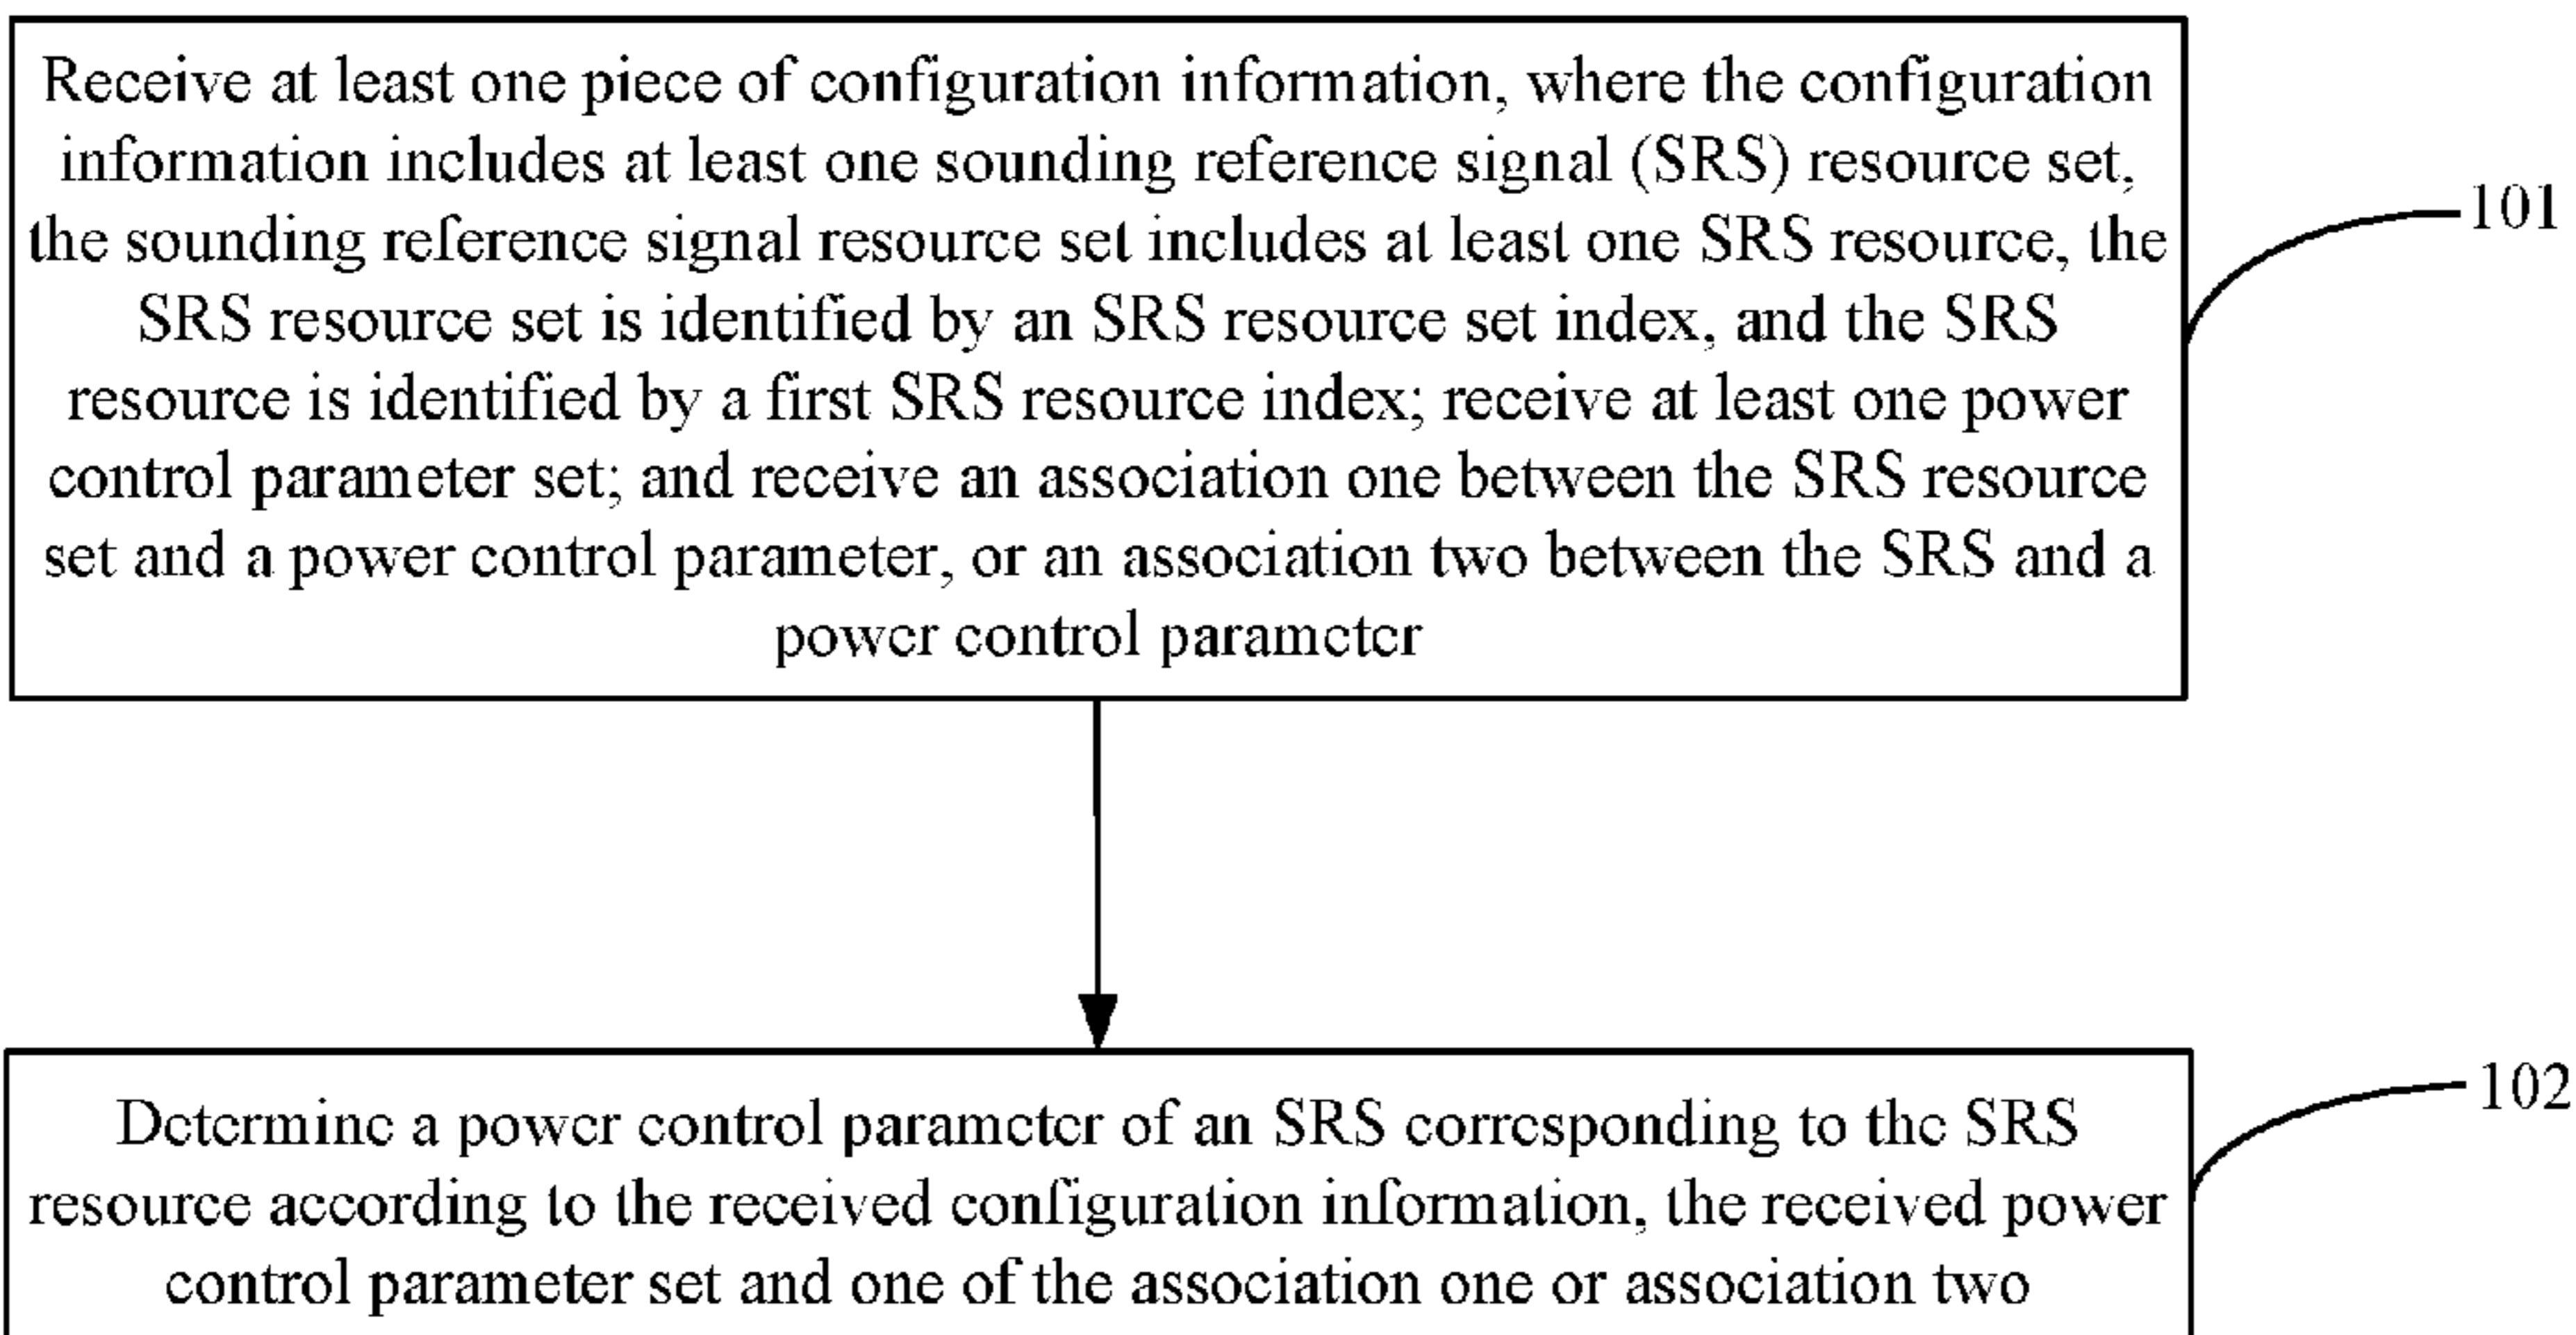 Receive at least one piece of configuration information, where the configuration
information includes at least one sounding reference signal (SRS) resource set,
the sounding reference signal resource set includes at least one SRS resource, the
SRS resource set is identified by an SRS resource set index, and the SRS
resource is identified by a first SRS resource index; receive at least one power
control parameter set; and receive an association one between the SRS resource
set and a power control parameter, or an association two between the SRS and a
power control parameter
101
Determine a power control parameter of an SRS corresponding to the SRS
resource according to the received configuration information, the received power
control parameter set and one of the association one or association two
102